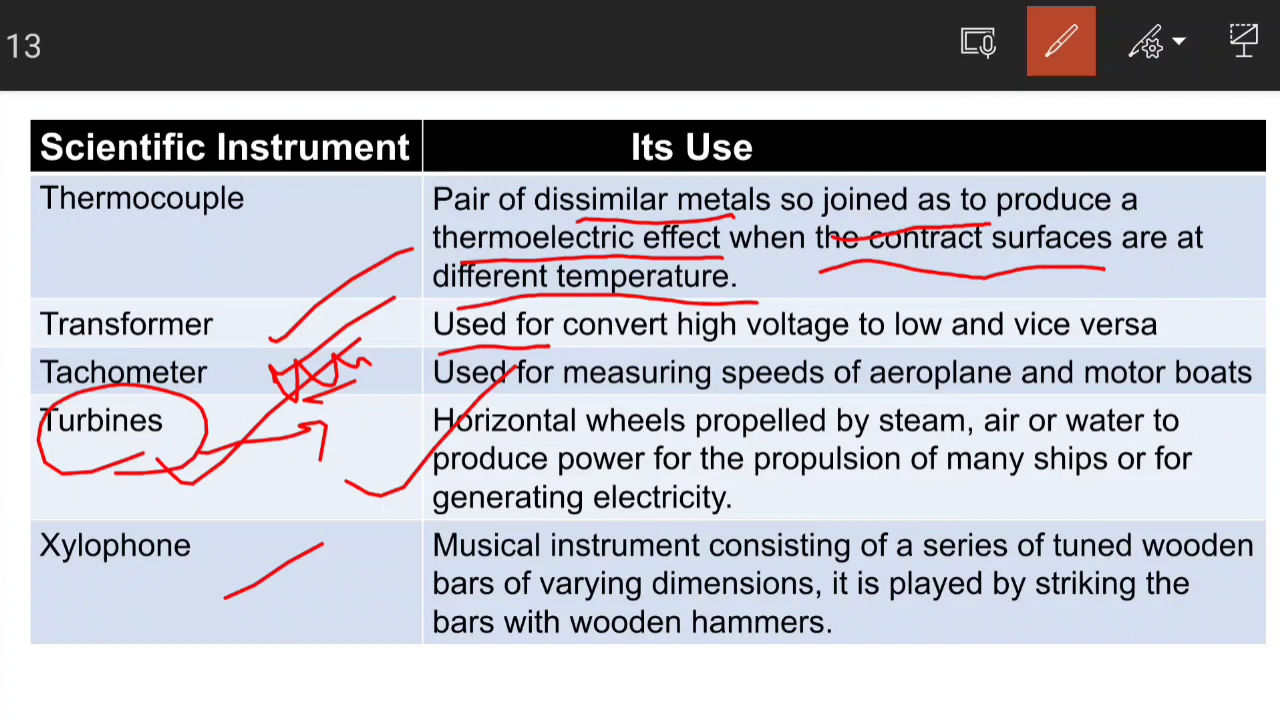 13
Scientific Instrument
Its Use
Thermocouple
Pair of dissimilar metals so joined as to produce a
thermoelectric effect when the contract surfaces are at
different temperature.
Transformer
Used for convert high voltage to low and vice versa
Tachometer
Used for measuring speeds of aeroplane and motor boats
Turbines
Horizontal wheels propelled by steam, air or water to
produce power for the propulsion of many ships or for
generating electricity.
Xylophone
Musical instrument consisting of a series of tuned wooden
bars of varying dimensions, it is played by striking the
bars with wooden hammers.